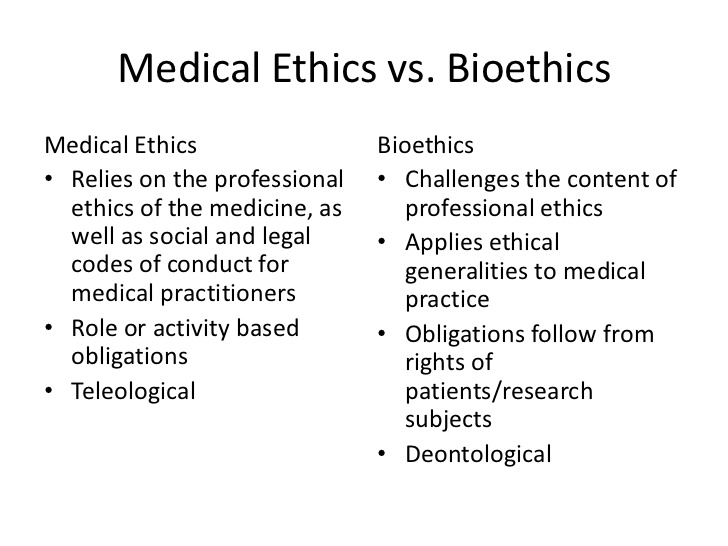 Medical Ethics vs. Bioethics
Medical Ethics
• Relies on the professional
ethics of the medicine, as
well as social and legal
codes of conduct for
medical practitioners
• Role or activity based
obligations
• Teleological
Bioethics
• Challenges the content of
professional ethics
• Applies ethical
generalities to medical
practice
• Obligations follow from
rights of
patients/research
subjects
• Deontological